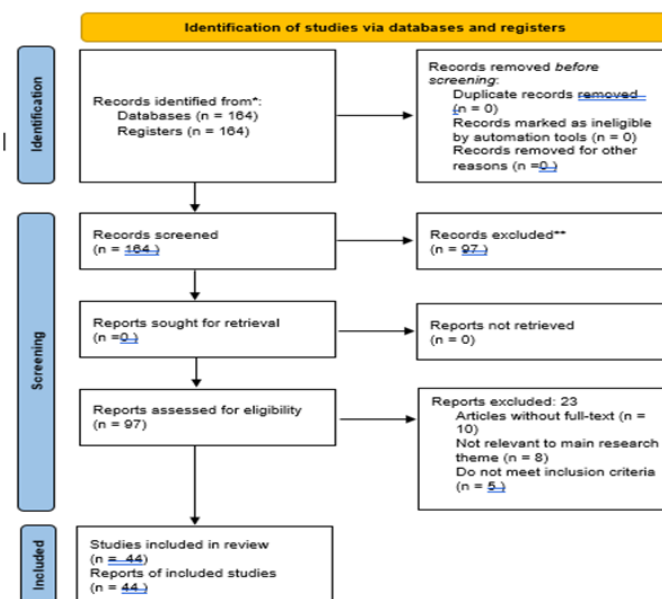 Identification of studies via databases and registers
Identification
Records identified from*:
Databases (n = 164)
Registers (n = 164)
Records removed before
screening:
Duplicate records removed
(n = 0)
Records marked as ineligible
by automation tools (n = 0)
Records removed for other
reasons (n =0 )
Screening
Records screened
(n = 164 )
Records excluded**
(n = 97 )
Reports sought for retrieval
(n =0 )
Reports not retrieved
(n = 0)
Reports assessed for eligibility
(n = 97)
Reports excluded: 23
Articles without full-text (n =
10)
Not relevant to main research
theme (n = 8)
Do not meet inclusion criteria
(n = 5 )
Included
Studies included in review
(n = 44)
Reports of included studies
(n = 44 )